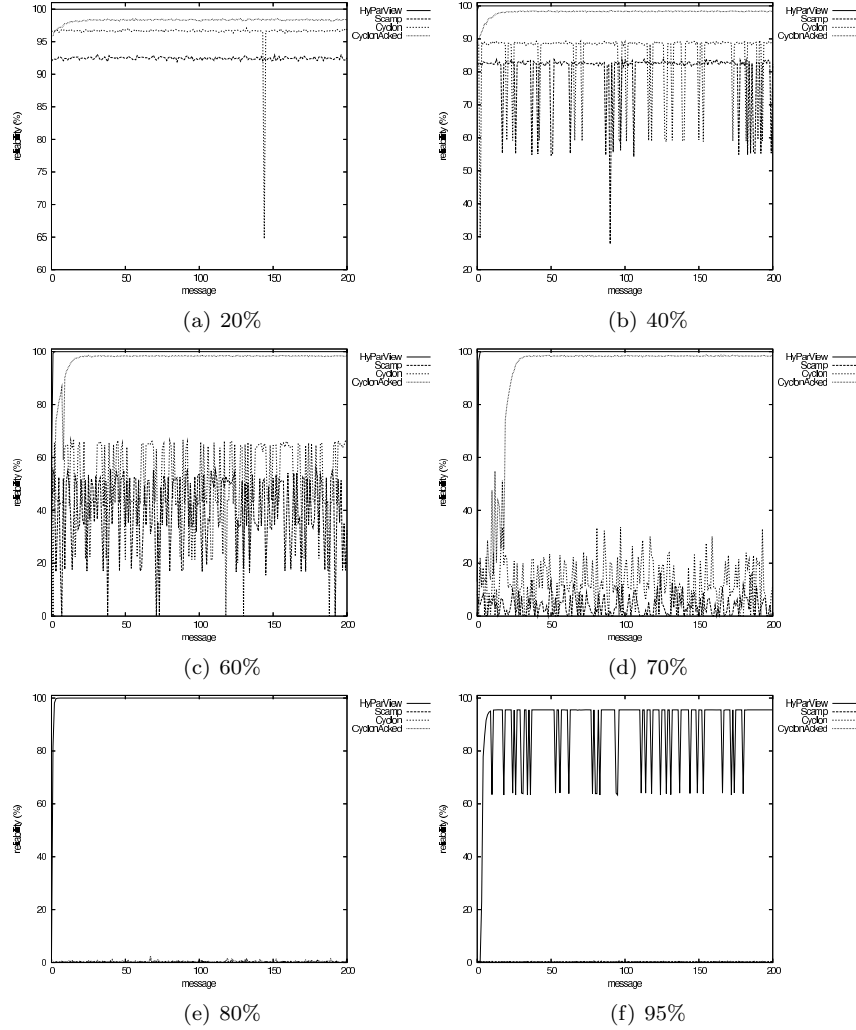 100
95
90
85
80
75
70
65
60
0
50
100
150
200
reliability (%)
message
HyParView
Scamp
Cyclon
CyclonAcked
(a) 20%
100
90
80
70
60
50
40
30
20
0
50
100
150
200
reliability (%)
message
HyParView
Scamp
Cyclon
CyclonAcked
(b) 40%
100
80
60
40
20
0
0
50
100
150
200
reliability (%)
message
HyParView
Scamp
Cyclon
CyclonAcked
(c) 60%
100
80
60
40
20
0
0
50
100
150
200
reliability (%)
message
HyParView
Scamp
Cyclon
CyclonAcked
(d) 70%
100
80
60
40
20
0
0
50
100
150
200
reliability (%)
message
HyParView
Scamp
Cyclon
CyclonAcked
(e) 80%
100
80
60
40
20
0
0
50
100
150
200
reliability (%)
message
HyParView
Scamp
Cyclon
CyclonAcked
(f) 95%